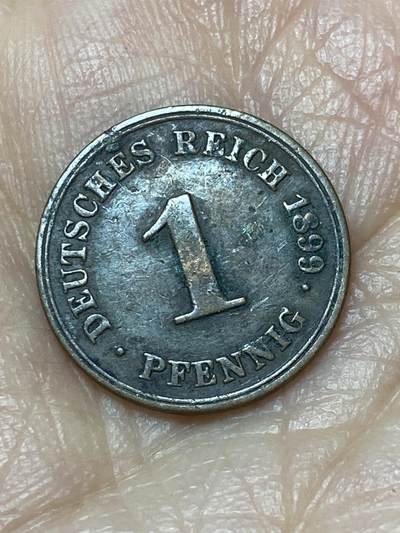 DEUTSCHES REICH 1899 ·
1
· PFENNIG